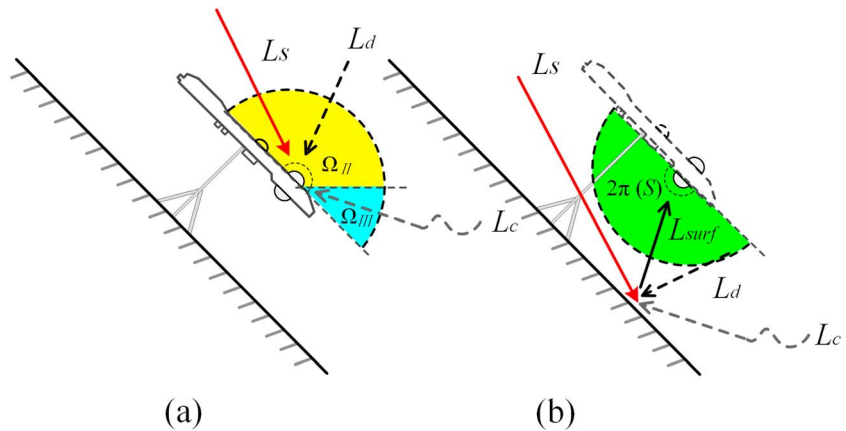 Ls
Ld
ΩII
ΩIII
Lc
(a)
Ls
2π (S)
Lsurf
Ld
Lc
(b)